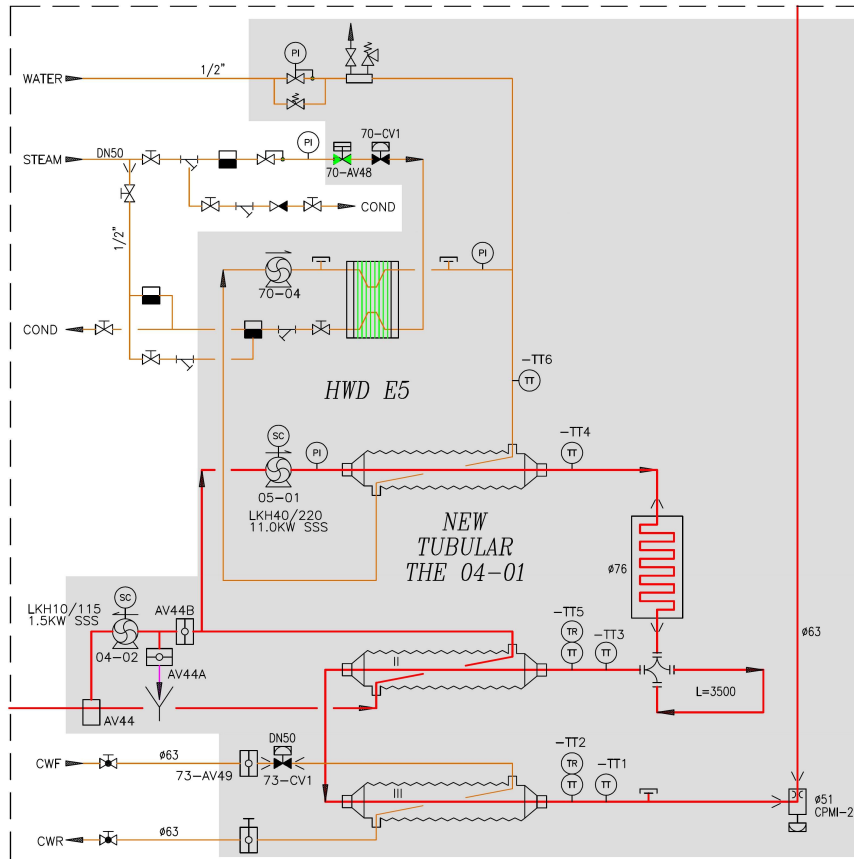 PI
WATER
1/2"
70-CV1
STEAM
DN50
PI
70-AV48
COND
1/2"
PI
70-04
COND
-TT6
TT
HWD E5
SC
-TT4
PI
TT
05-01
LKH40/220
11.0KW SSS
NEW
TUBULAR
THE 04-01
ø76
LKH10/115
1.5KW SSS
SC
AV44B
-TT5
TR
-TT3
ø63
04-02
II
TT
TT
AV44A
L=3500
AV44
DN50
-TT2
CWF
ø63
73-AV49
73-CV1
TR
-TT1
III
TT
TT
ø51
CPMI-2
ø63
CWR